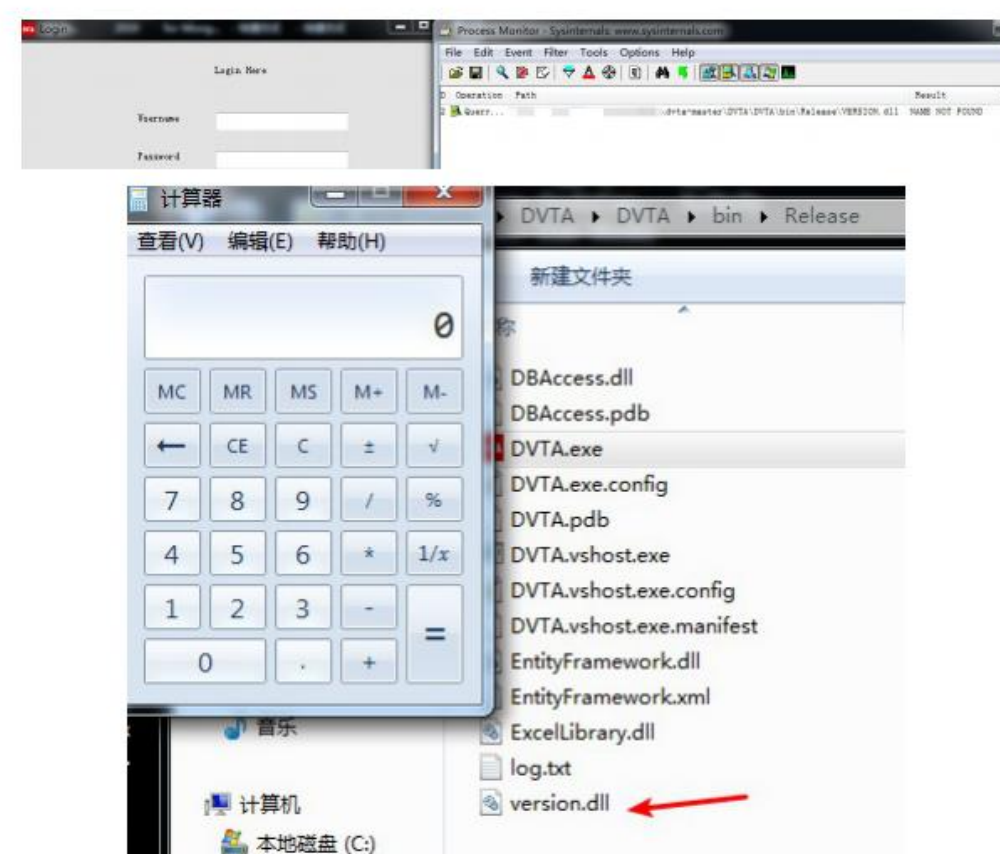 Login
Login Here
Username
Password
Process Monitor - Sysinternals: www.sysinternals.com
File Edit Event Filter Tools Options Help
Operation Path Result
Querr... \dvta-master\DVTA\DVTA\bin\Release\VERSION.dll NAME NOT FOUND
计算器
查看(V) 编辑(E) 帮助(H)
0
MC MR MS M+ M-
← CE C ± √
7 8 9 / %
4 5 6 * 1/x
1 2 3 - =
0 . +
DVTA ▸ DVTA ▸ bin ▸ Release
新建文件夹
称
DBAccess.dll
DBAccess.pdb
DVTA.exe
DVTA.exe.config
DVTA.pdb
DVTA.vshost.exe
DVTA.vshost.exe.config
DVTA.vshost.exe.manifest
EntityFramework.dll
EntityFramework.xml
ExcelLibrary.dll
log.txt
version.dll
音乐
计算机
本地磁盘 (C:)